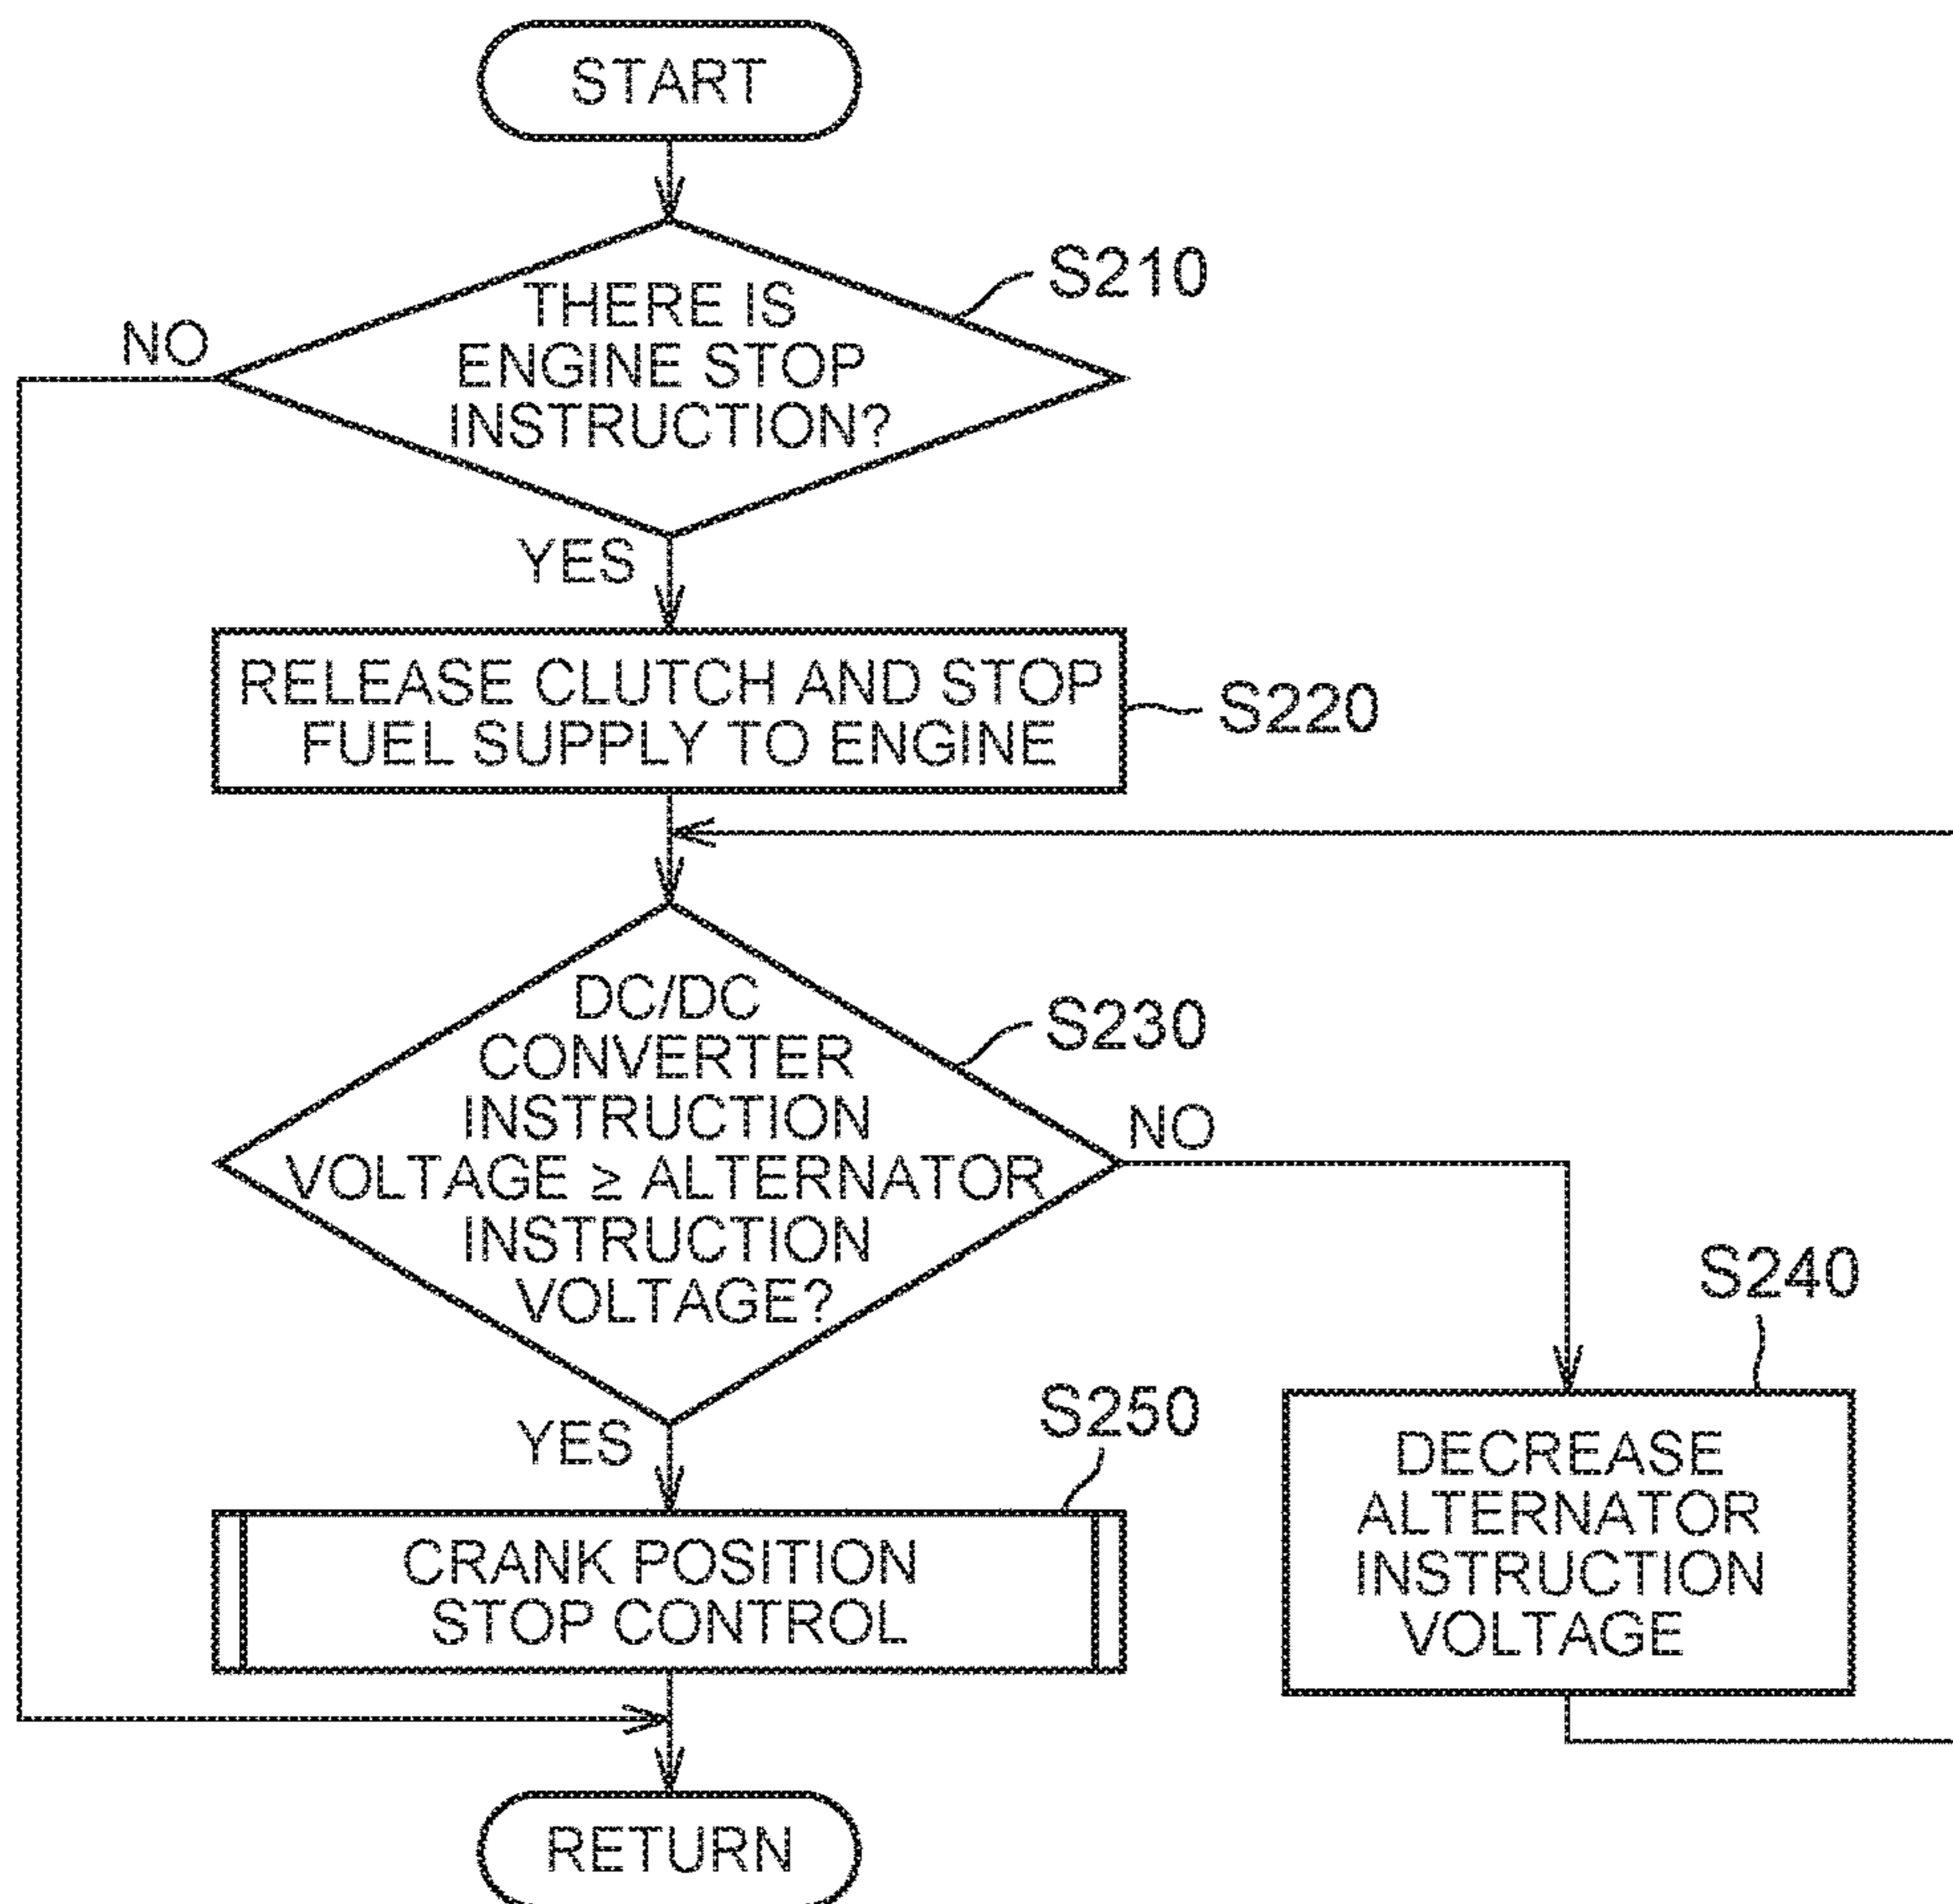 START
S210
THERE IS
ENGINE STOP
INSTRUCTION?
NO
YES
RELEASE CLUTCH AND STOP
FUEL SUPPLY TO ENGINE
S220
DC/DC
CONVERTER
INSTRUCTION
VOLTAGE ≥ ALTERNATOR
INSTRUCTION
VOLTAGE?
S230
NO
YES
S240
DECREASE
ALTERNATOR
INSTRUCTION
VOLTAGE
S250
CRANK POSITION
STOP CONTROL
RETURN